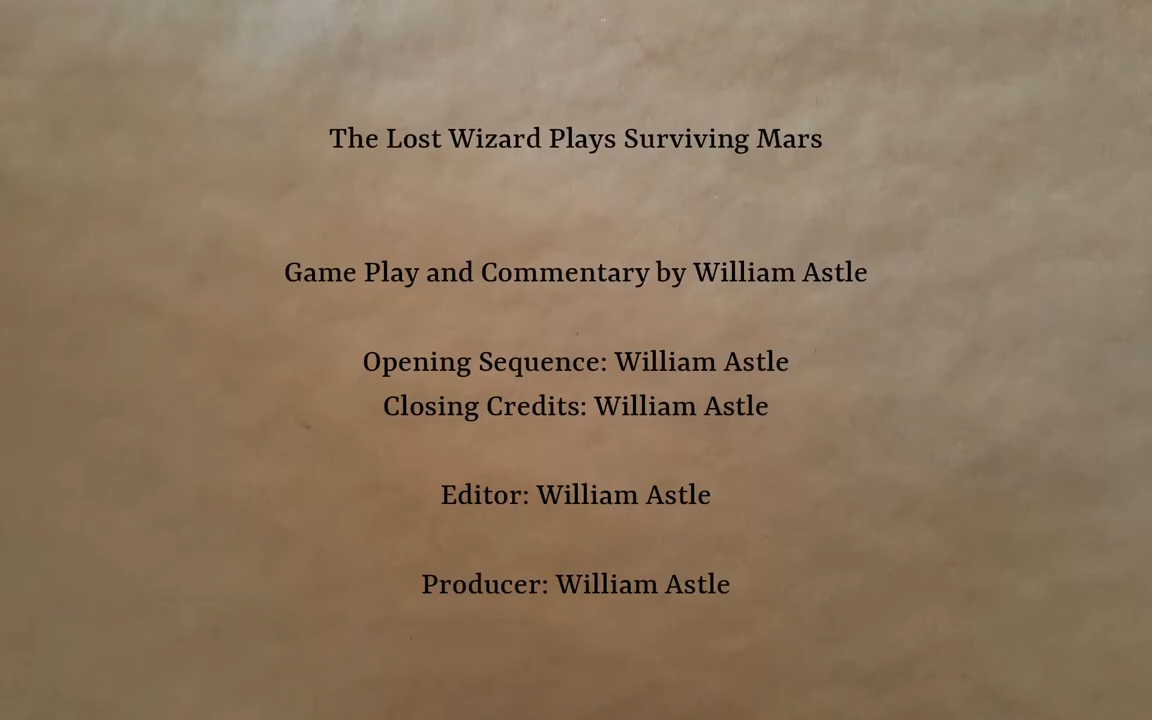 The Lost Wizard Plays Surviving Mars
Game Play and Commentary by William Astle
Opening Sequence: William Astle
Closing Credits: William Astle
Editor: William Astle
Producer: William Astle